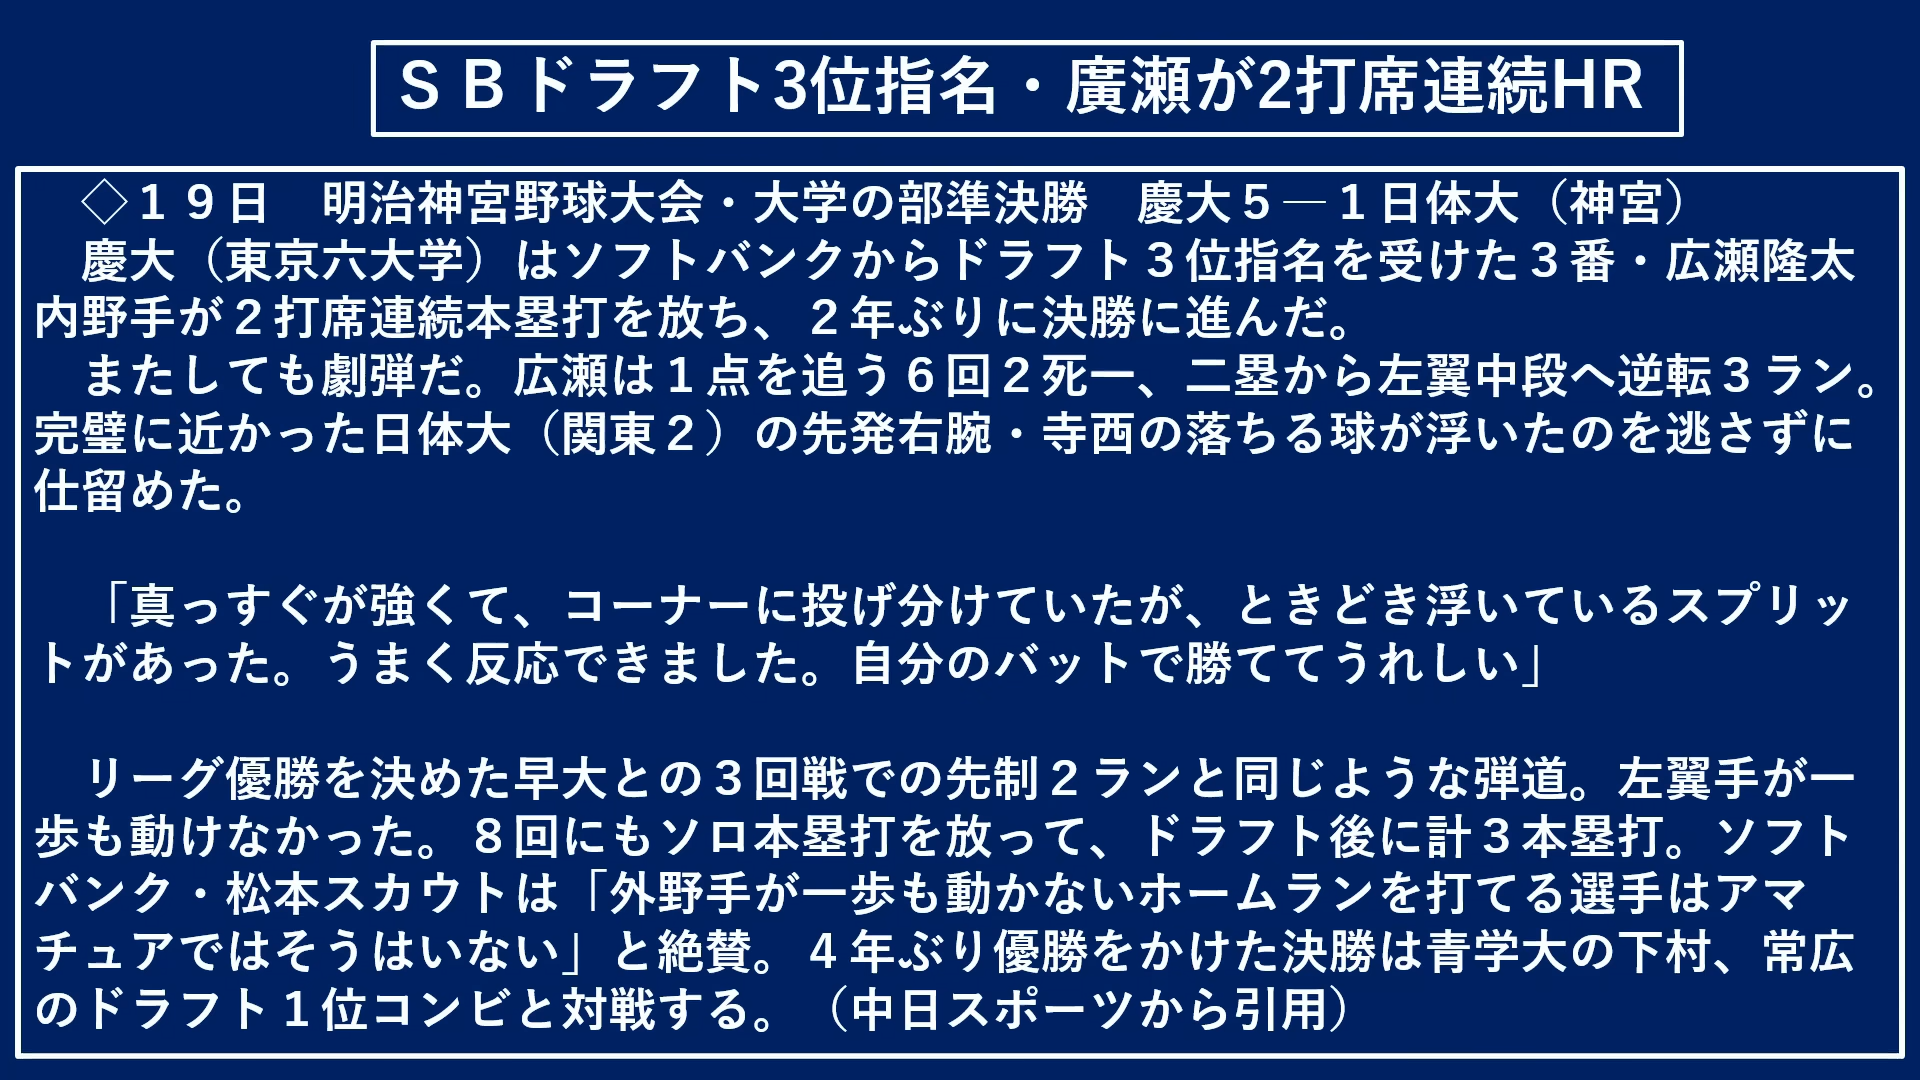 ＳＢドラフト3位指名・廣瀬が2打席連続HR
◇１９日　明治神宮野球大会・大学の部準決勝　慶大５―１日体大（神宮）
慶大（東京六大学）はソフトバンクからドラフト３位指名を受けた３番・広瀬隆太
内野手が２打席連続本塁打を放ち、２年ぶりに決勝に進んだ。
またしても劇弾だ。広瀬は１点を追う６回２死一、二塁から左翼中段へ逆転３ラン。
完璧に近かった日体大（関東２）の先発右腕・寺西の落ちる球が浮いたのを逃さずに
仕留めた。
「真っすぐが強くて、コーナーに投げ分けていたが、ときどき浮いているスプリッ
トがあった。うまく反応できました。自分のバットで勝ててうれしい」
リーグ優勝を決めた早大との３回戦での先制２ランと同じような弾道。左翼手が一
歩も動けなかった。８回にもソロ本塁打を放って、ドラフト後に計３本塁打。ソフト
バンク・松本スカウトは「外野手が一歩も動かないホームランを打てる選手はアマ
チュアではそうはいない」と絶賛。４年ぶり優勝をかけた決勝は青学大の下村、常広
のドラフト１位コンビと対戦する。（中日スポーツから引用）